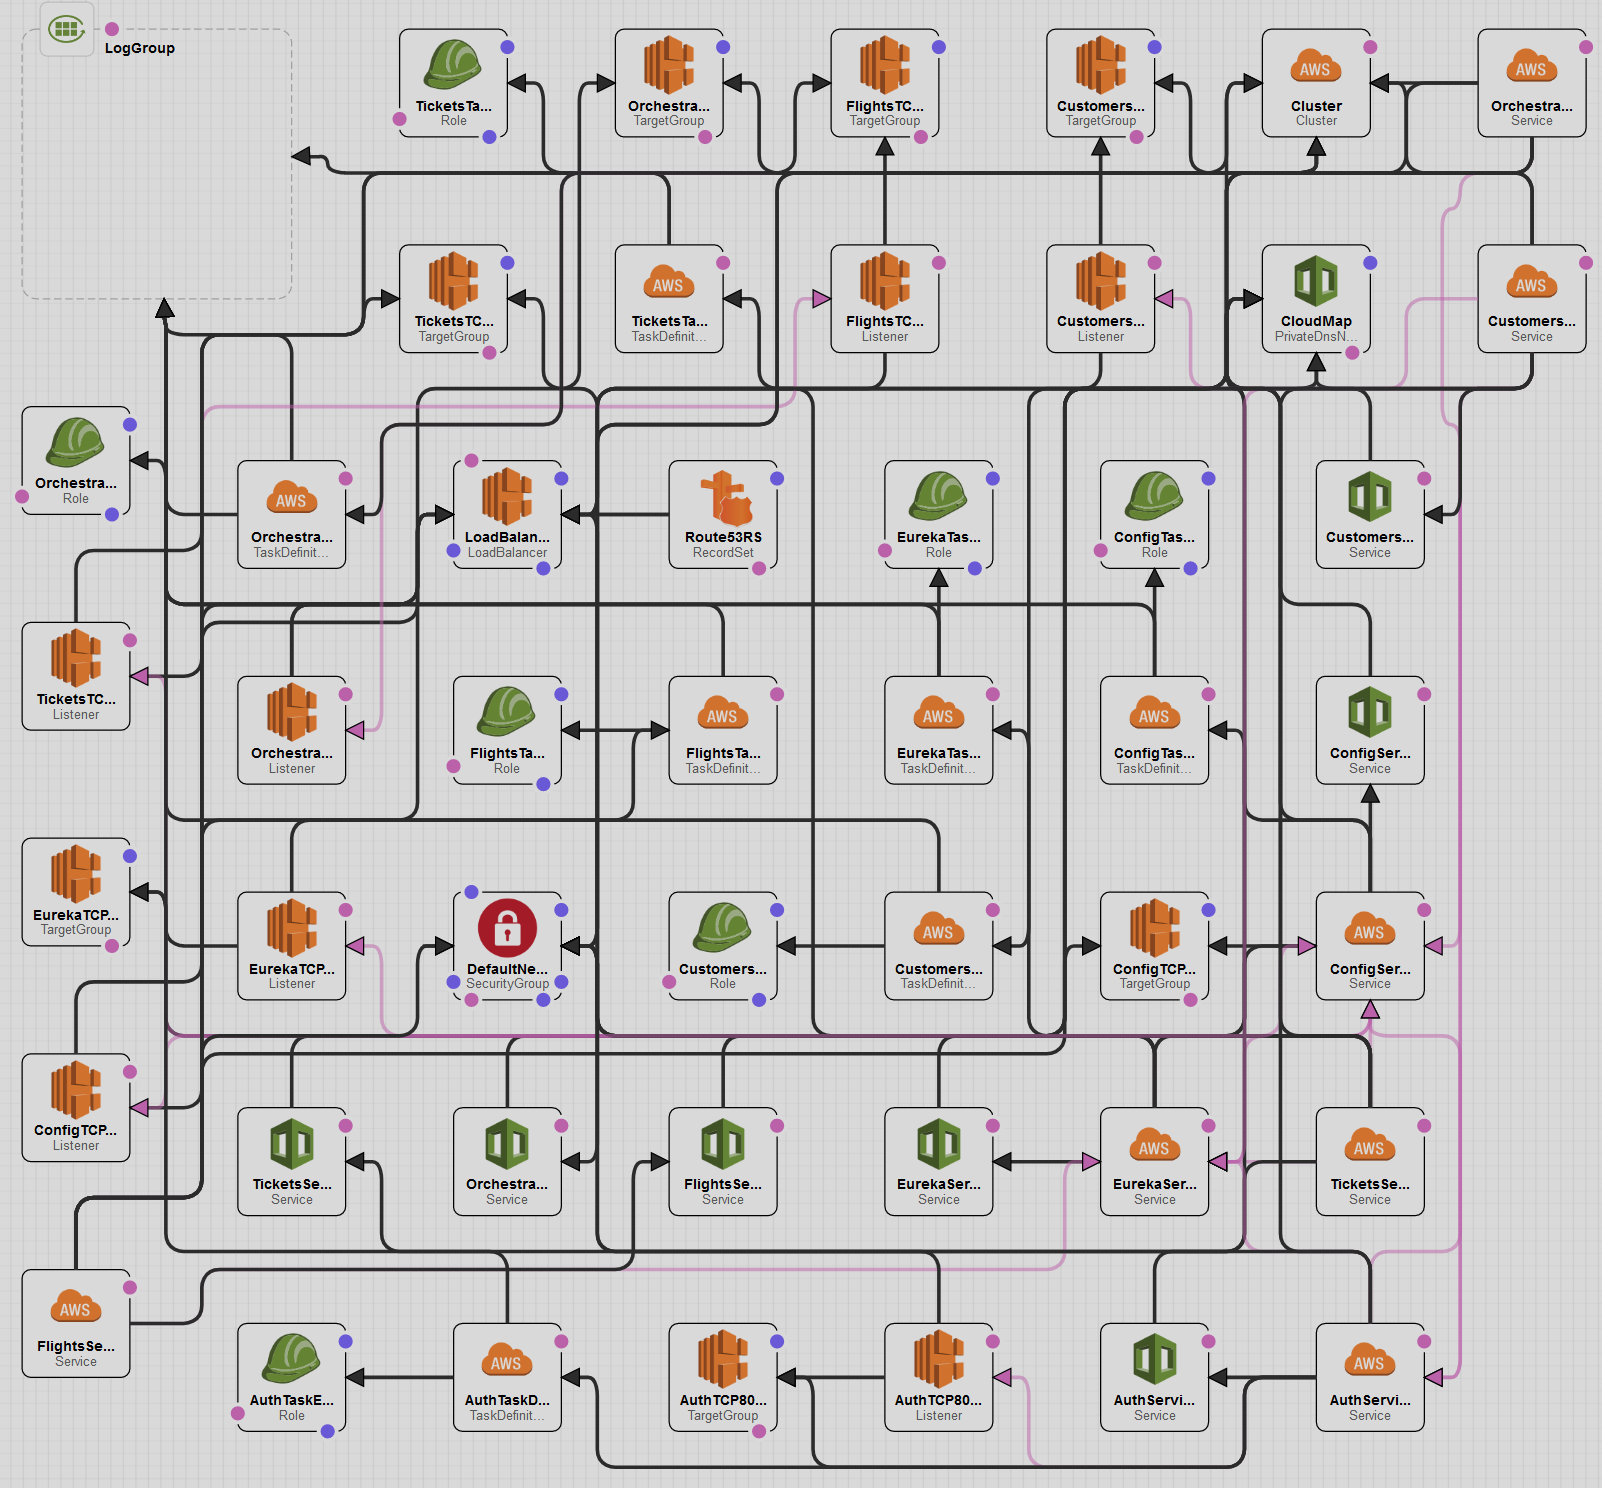 LogGroup
TicketsTa...
Role
Orchestra...
TargetGroup
FlightsTC...
TargetGroup
Customers...
TargetGroup
AWS
Cluster
Cluster
AWS
Orchestra...
Service
TicketsTC...
TargetGroup
AWS
TicketsTa...
TaskDefinit...
FlightsTC...
Listener
Customers...
Listener
CloudMap
PrivateDnsN...
AWS
Customers...
Service
Orchestra...
Role
AWS
Orchestra...
TaskDefinit...
LoadBalan...
LoadBalancer
Route53RS
RecordSet
EurekaTas...
Role
ConfigTas...
Role
Customers...
Service
TicketsTC...
Listener
Orchestra...
Listener
FlightsTa...
Role
AWS
FlightsTa...
TaskDefinit...
AWS
EurekaTas...
TaskDefinit...
AWS
ConfigTas...
TaskDefinit...
ConfigSer...
Service
EurekaTCP...
TargetGroup
EurekaTCP...
Listener
DefaultNe...
SecurityGroup
Customers...
Role
AWS
Customers...
TaskDefinit...
ConfigTCP...
TargetGroup
AWS
ConfigSer...
Service
ConfigTCP...
Listener
TicketsSe...
Service
Orchestra...
Service
FlightsSe...
Service
EurekaSer...
Service
AWS
EurekaSer...
Service
AWS
TicketsSe...
Service
AWS
FlightsSe...
Service
AuthTaskE...
Role
AWS
AuthTaskD...
TaskDefinit...
AuthTCP80...
TargetGroup
AuthTCP80...
Listener
AuthServi...
Service
AWS
AuthServi...
Service